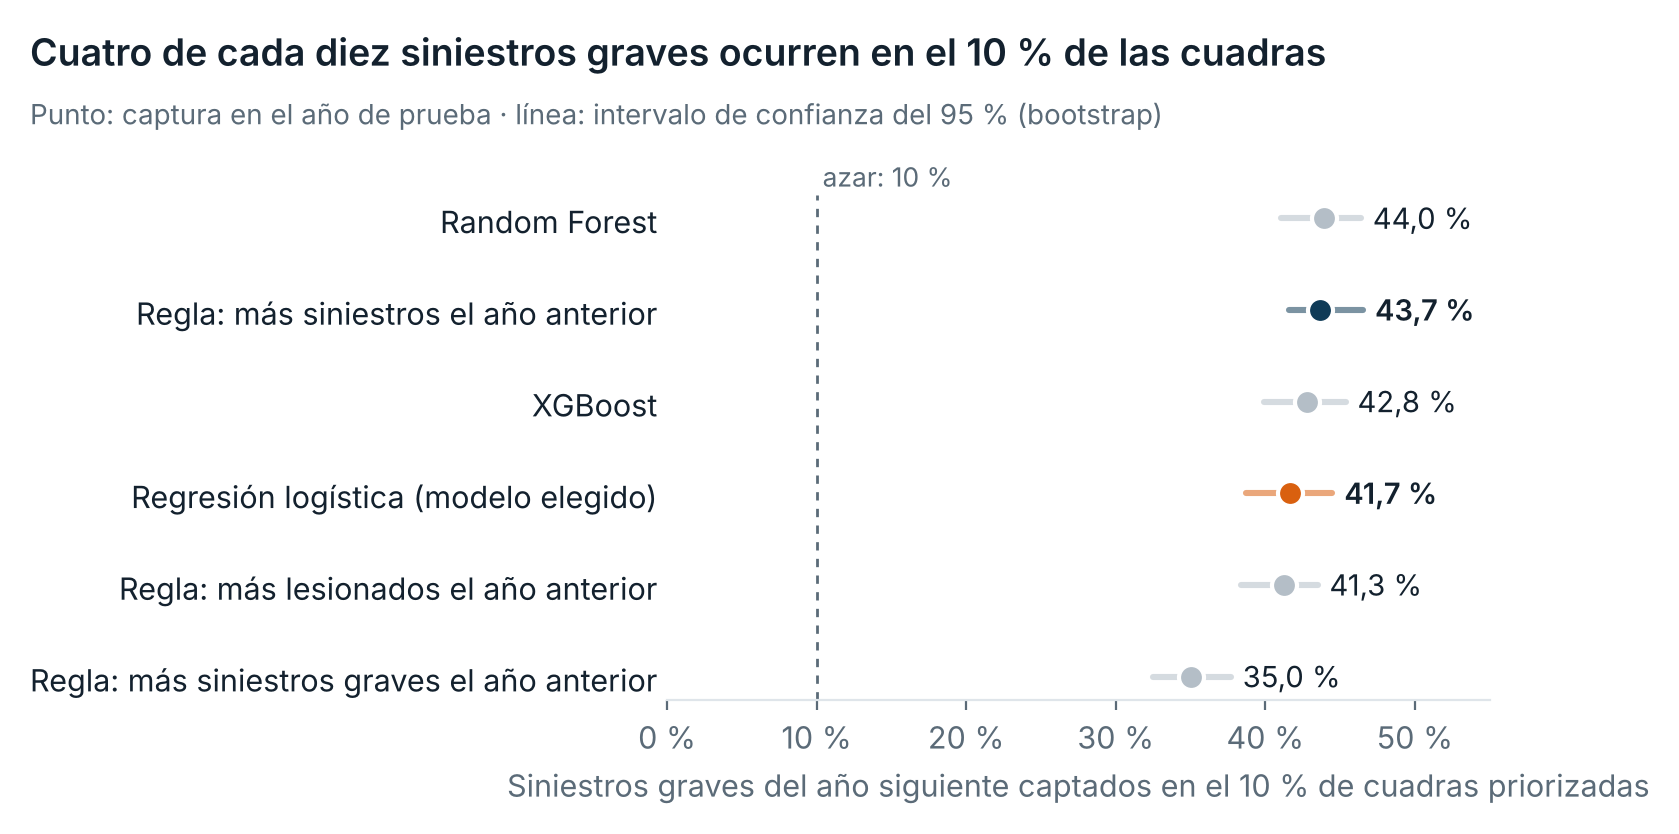 Cuatro de cada diez siniestros graves ocurren en el 10 % de las cuadras
Punto: captura en el año de prueba · línea: intervalo de confianza del 95 % (bootstrap)
azar: 10 %
Random Forest 44,0 %
Regla: más siniestros el año anterior 43,7 %
XGBoost 42,8 %
Regresión logística (modelo elegido) 41,7 %
Regla: más lesionados el año anterior 41,3 %
Regla: más siniestros graves el año anterior 35,0 %
0 % 10 % 20 % 30 % 40 % 50 %
Siniestros graves del año siguiente captados en el 10 % de cuadras priorizadas